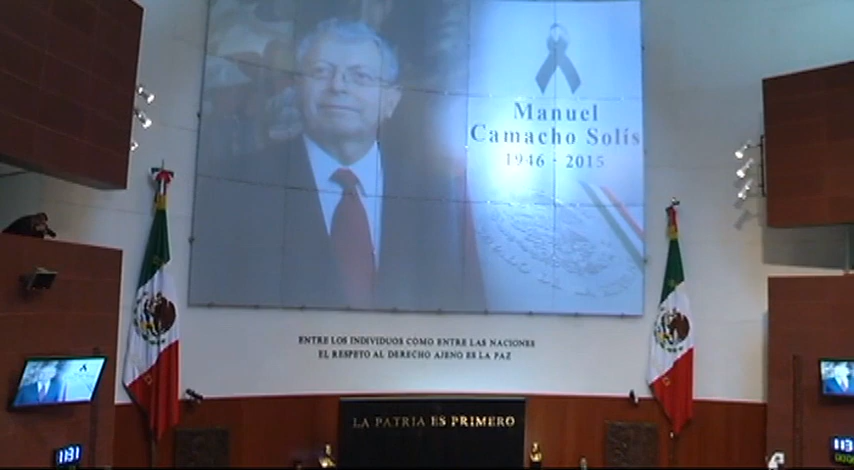 Manuel
Camacho Solís
1946 - 2015
ENTRE LOS INDIVIDUOS COMO ENTRE LAS NACIONES
EL RESPETO AL DERECHO AJENO ES LA PAZ
LA PATRIA ES PRIMERO